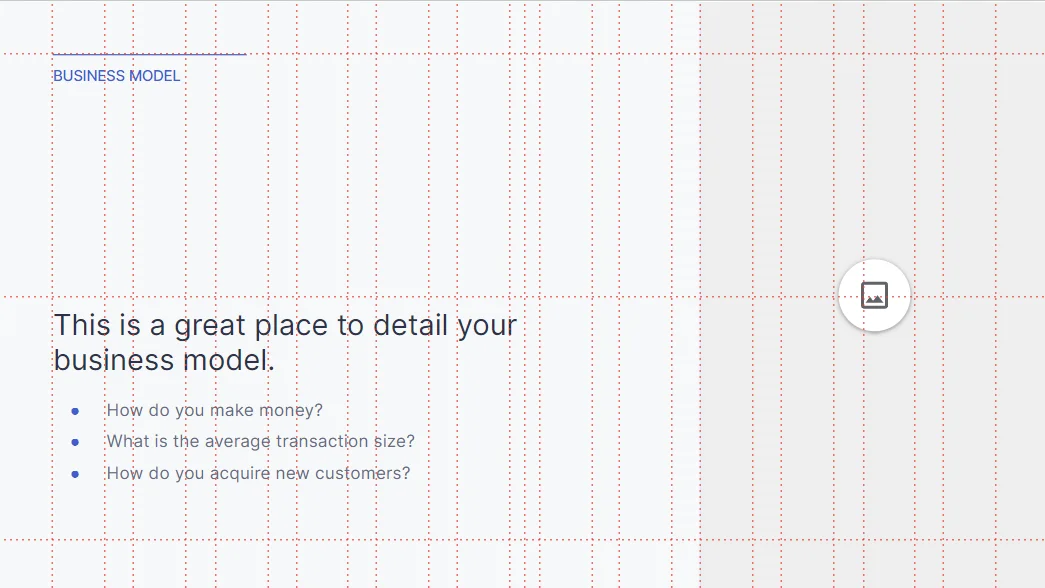 BUSINESS MODEL
This is a great place to detail your
business model.
How do you make money?
What is the average transaction size?
How do you acquire new customers?